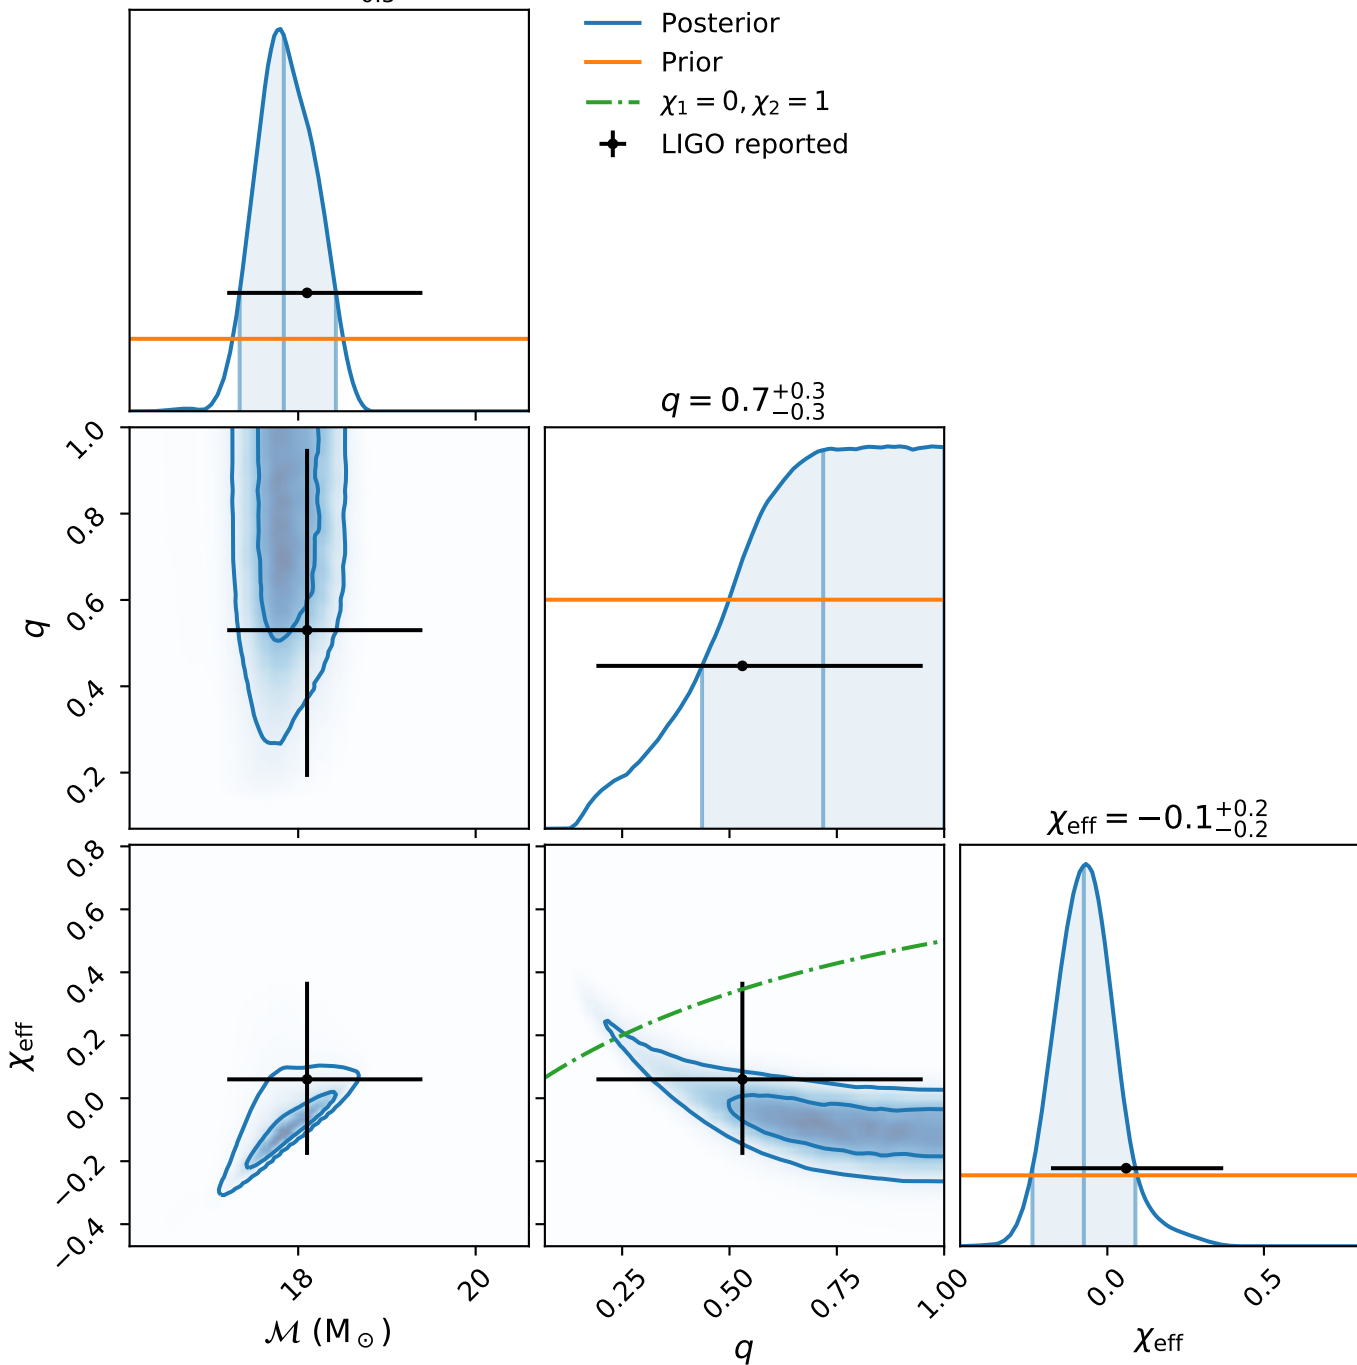 Posterior
Prior
χ₁ = 0, χ₂ = 1
LIGO reported
q = 0.7 +0.3 −0.3
1.0
0.8
0.6
0.4
0.2
q
χeff = −0.1 +0.2 −0.2
0.8
0.6
0.4
0.2
0.0
−0.2
−0.4
χeff
18
20
ℳ (M⊙)
0.25
0.50
0.75
1.00
q
0.0
0.5
χeff